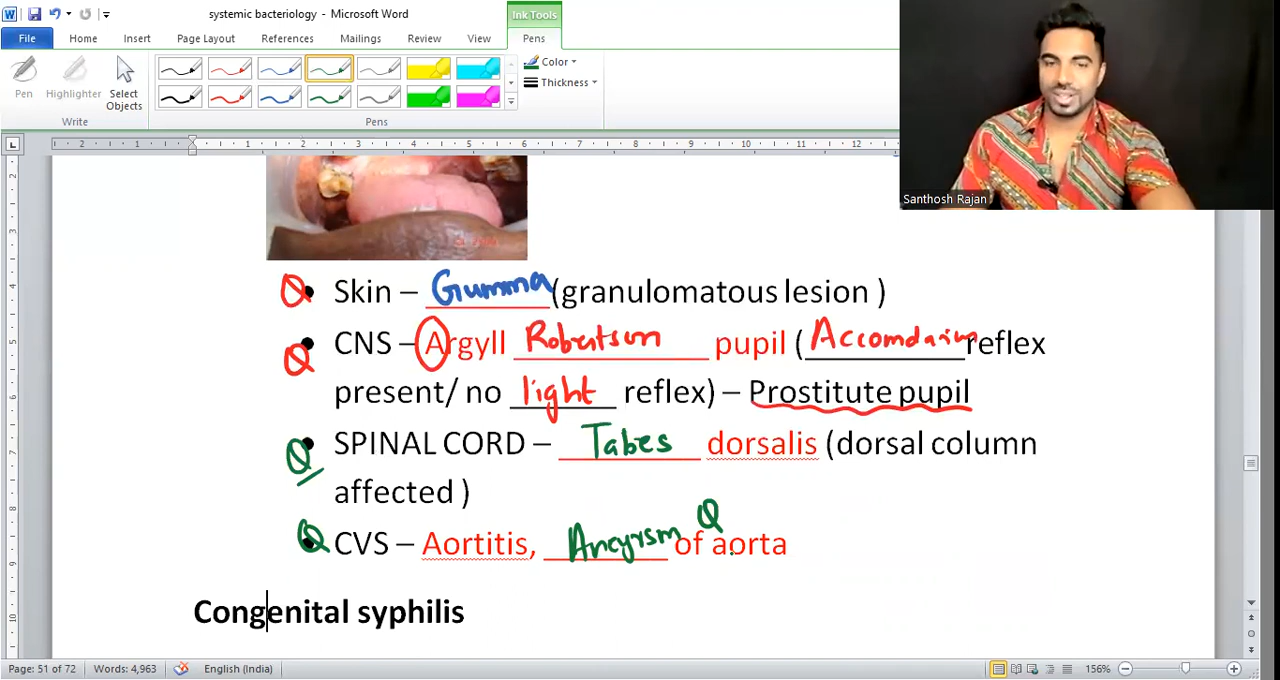 systemic bacteriology - Microsoft Word
Ink Tools
File Home Insert Page Layout References Mailings Review View Pens
Pen Highlighter Select Objects
Color
Thickness
Write
Pens
Santhosh Rajan
Q Skin – Gumma (granulomatous lesion )
Q CNS – Argyll Robertson pupil (Accomdation reflex
present/ no light reflex) – Prostitute pupil
Q SPINAL CORD – Tabes dorsalis (dorsal column
affected )
Q CVS – Aortitis, Aneyrsm of aorta Q
Congenital syphilis
Page: 51 of 72 Words: 4,963 English (India) 156%